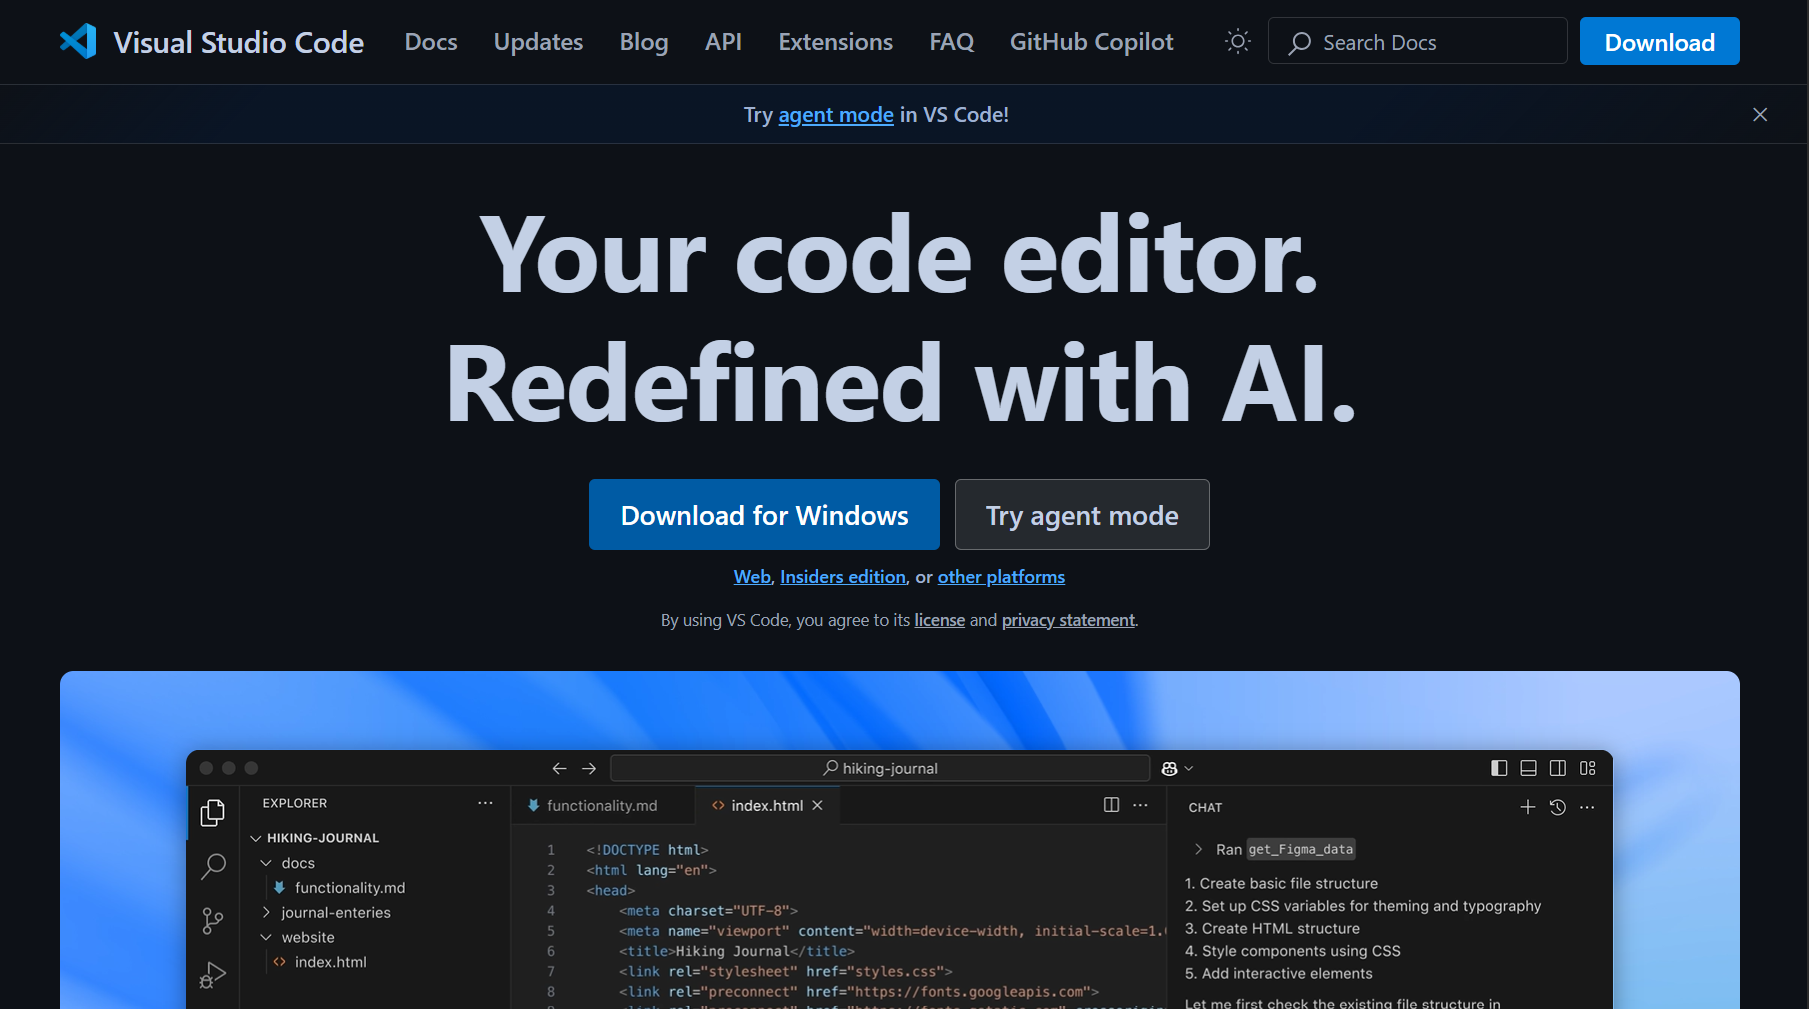 Visual Studio Code Docs Updates Blog API Extensions FAQ GitHub Copilot Search Docs Download
Try agent mode in VS Code!
Your code editor.
Redefined with AI.
Download for Windows Try agent mode
Web, Insiders edition, or other platforms
By using VS Code, you agree to its license and privacy statement.
hiking-journal
EXPLORER
HIKING-JOURNAL
docs
functionality.md
journal-enteries
website
index.html
functionality.md index.html
1 <!DOCTYPE html>
2 <html lang="en">
3 <head>
4 <meta charset="UTF-8">
5 <meta name="viewport" content="width=device-width, initial-scale=1.
6 <title>Hiking Journal</title>
7 <link rel="stylesheet" href="styles.css">
8 <link rel="preconnect" href="https://fonts.googleapis.com">
CHAT
Ran get_Figma_data
1. Create basic file structure
2. Set up CSS variables for theming and typography
3. Create HTML structure
4. Style components using CSS
5. Add interactive elements
Let me first check the existing file structure in